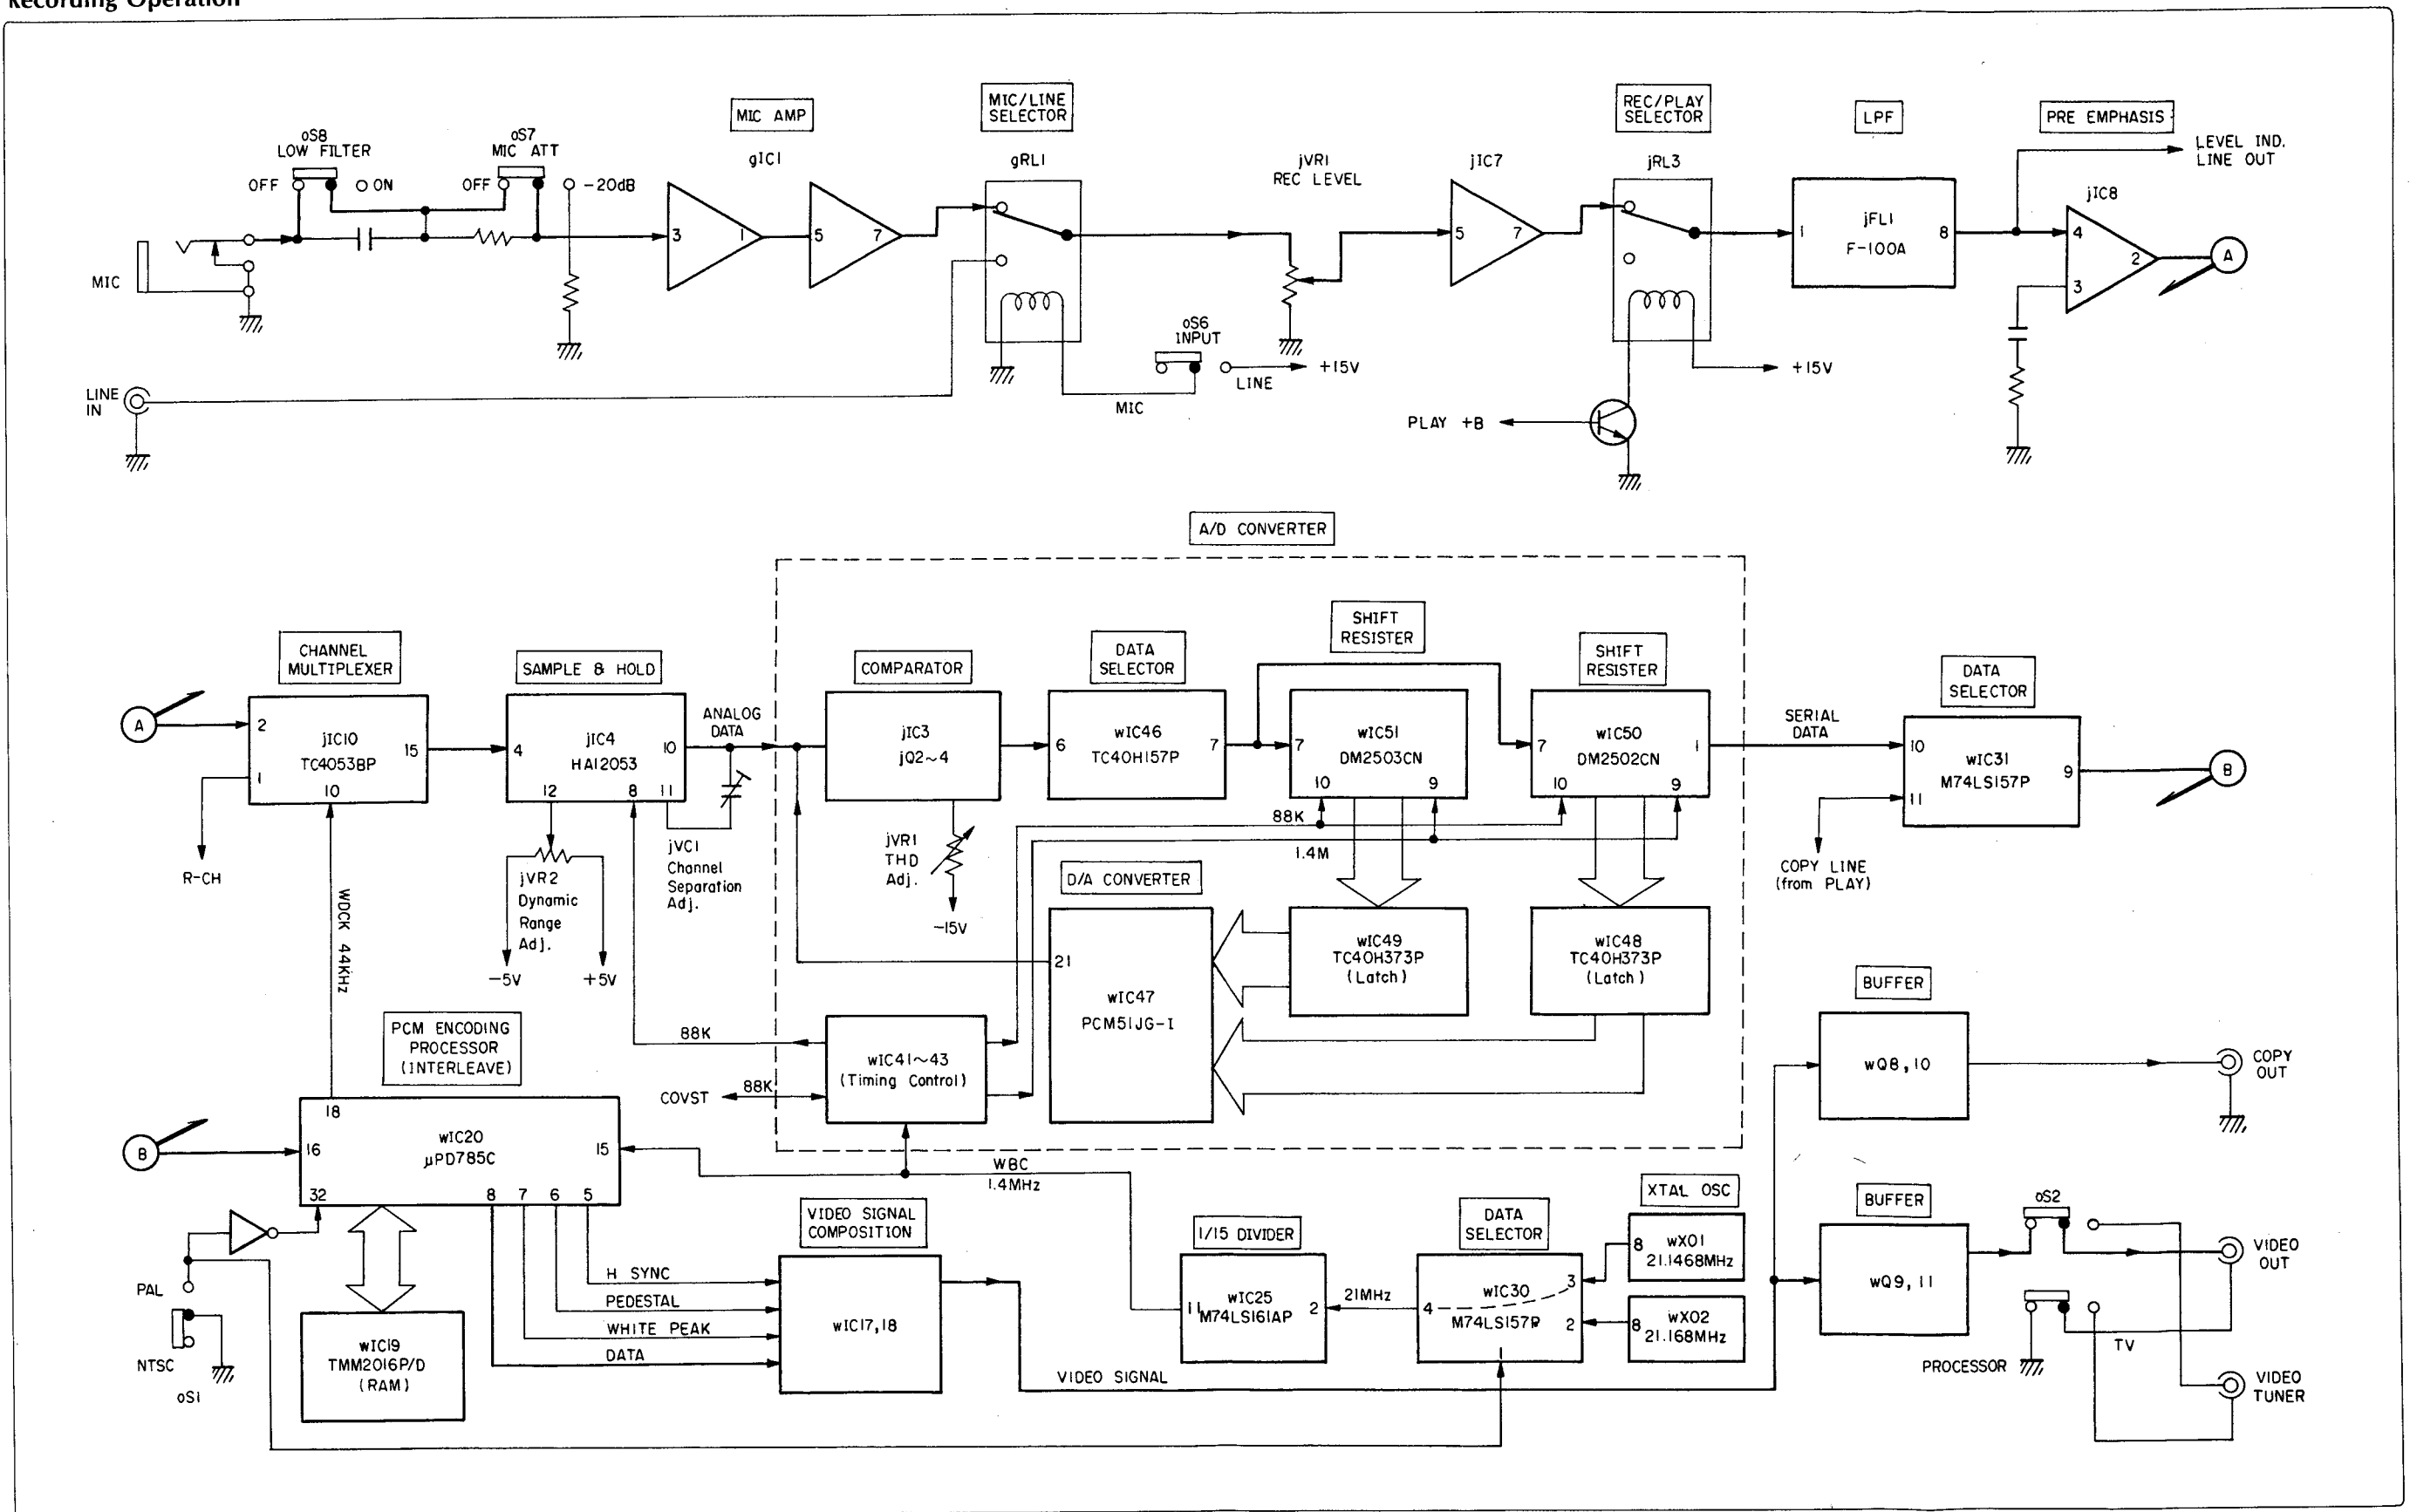 Recording Operation
MIC AMP
MIC/LINE
SELECTOR
REC/PLAY
SELECTOR
LPF
PRE EMPHASIS
oS8
LOW FILTER
OFF
ON
oS7
MIC ATT
OFF
-20dB
gIC1
3
1
5
7
gRL1
jVR1
REC LEVEL
jIC7
5
7
jRL3
jFL1
F-100A
1
8
LEVEL IND.
LINE OUT
jIC8
4
2
3
A
MIC
oS6
INPUT
LINE
+15V
MIC
+15V
LINE
IN
PLAY +B
A/D CONVERTER
CHANNEL
MULTIPLEXER
SAMPLE & HOLD
COMPARATOR
DATA
SELECTOR
SHIFT
RESISTER
SHIFT
RESISTER
DATA
SELECTOR
A
2
jIC10
TC4053BP
15
1
10
4
jIC4
HA12053
10
12
8
11
ANALOG
DATA
jIC3
jQ2~4
6
wIC46
TC40H157P
7
7
wIC51
DM2503CN
10
9
7
wIC50
DM2502CN
1
10
9
SERIAL
DATA
10
wIC31
M74LS157P
9
11
B
R-CH
WDCK 44KHz
jVR2
Dynamic
Range
Adj.
-5V
+5V
jVC1
Channel
Separation
Adj.
jVR1
THD
Adj.
-15V
88K
1.4M
COPY LINE
(from PLAY)
D/A CONVERTER
21
wIC47
PCM51JG-1
wIC49
TC40H373P
(Latch)
wIC48
TC40H373P
(Latch)
PCM ENCODING
PROCESSOR
(INTERLEAVE)
88K
COVST
88K
wIC41~43
(Timing Control)
BUFFER
wQ8,10
COPY
OUT
B
18
16
wIC20
μPD785C
15
32
8
7
6
5
WBC
1.4MHz
VIDEO SIGNAL
COMPOSITION
1/15 DIVIDER
DATA
SELECTOR
XTAL OSC
BUFFER
oS2
PAL
NTSC
oS1
wIC19
TMM2016P/D
(RAM)
H SYNC
PEDESTAL
WHITE PEAK
DATA
wIC17,18
VIDEO SIGNAL
11
wIC25
M74LS161AP
2
21MHz
4
wIC30
M74LS157P
3
2
1
8
wX01
21.1468MHz
8
wX02
21.168MHz
wQ9,11
VIDEO
OUT
PROCESSOR
TV
VIDEO
TUNER